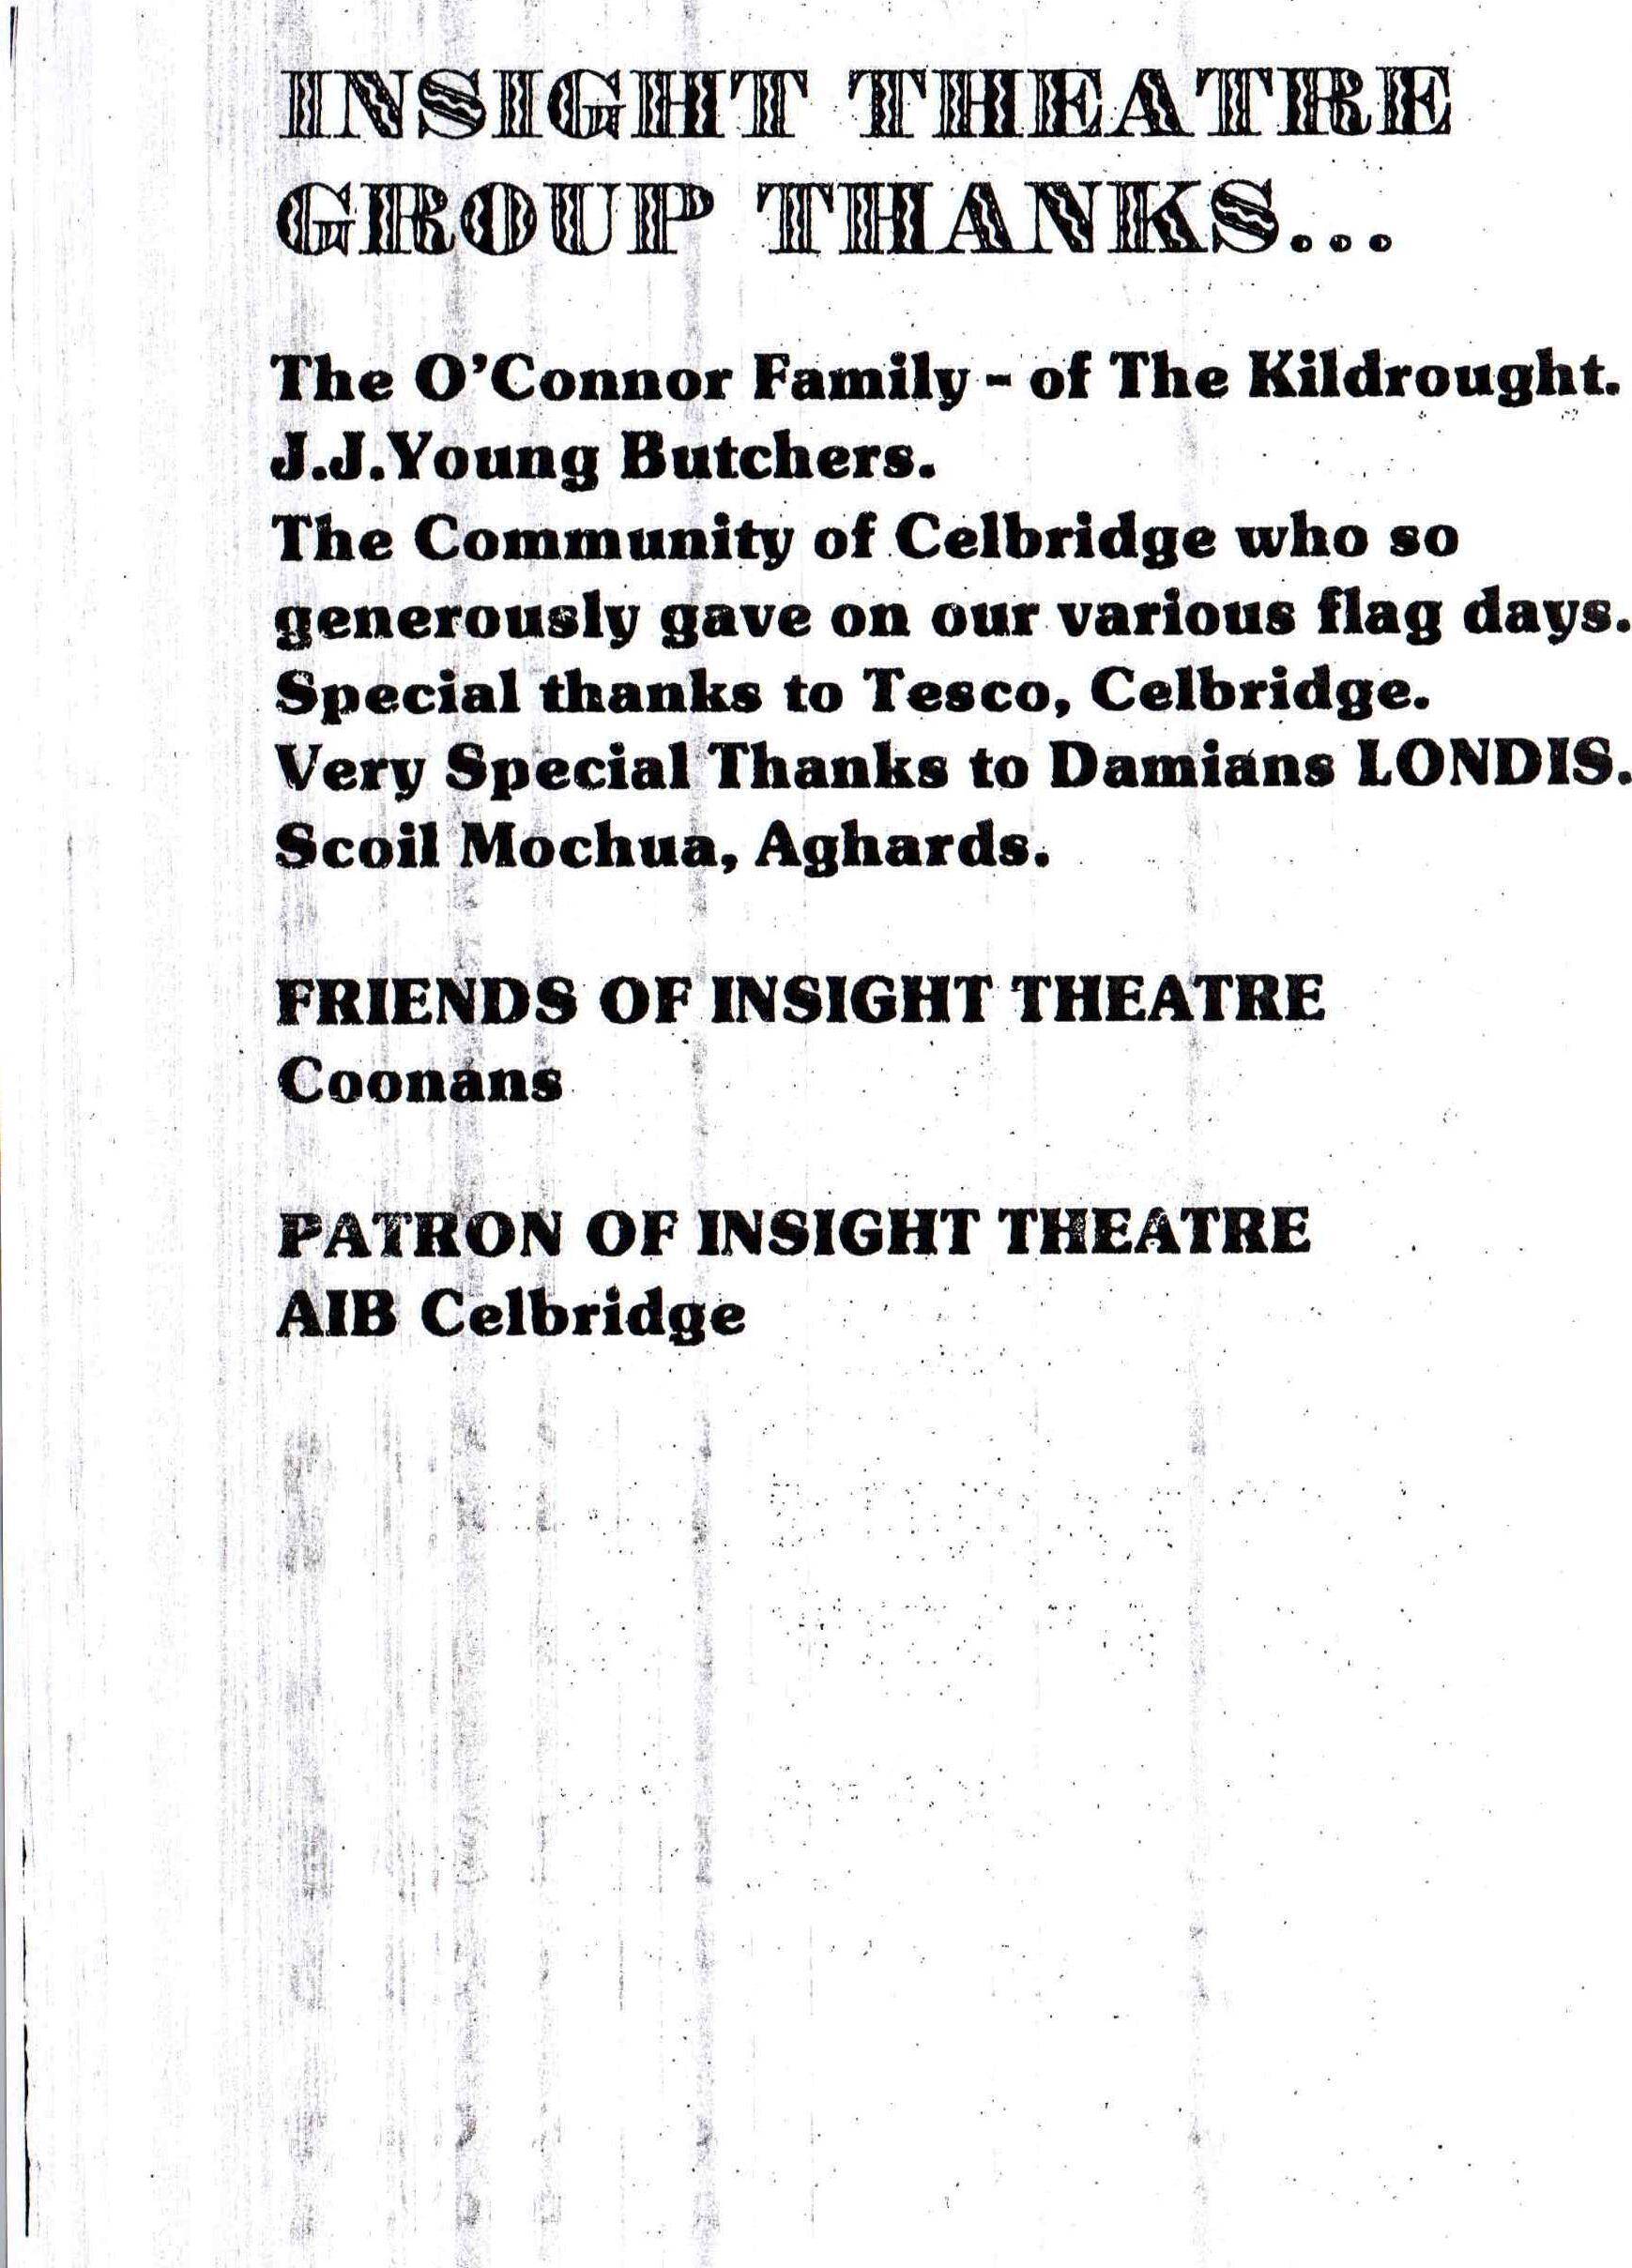 INSIGHT THEATRE
GROUP THANKS...
The O'Connor Family - of The Kildrought.
J.J.Young Butchers.
The Community of Celbridge who so
generously gave on our various flag days.
Special thanks to Tesco, Celbridge.
Very Special Thanks to Damians LONDIS.
Scoil Mochua, Aghards.
FRIENDS OF INSIGHT THEATRE
Coonans
PATRON OF INSIGHT THEATRE
AIB Celbridge